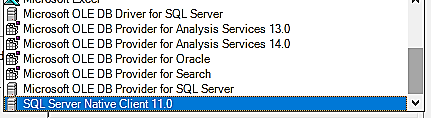 Microsoft Excel
Microsoft OLE DB Driver for SQL Server
Microsoft OLE DB Provider for Analysis Services 13.0
Microsoft OLE DB Provider for Analysis Services 14.0
Microsoft OLE DB Provider for Oracle
Microsoft OLE DB Provider for Search
Microsoft OLE DB Provider for SQL Server
SQL Server Native Client 11.0